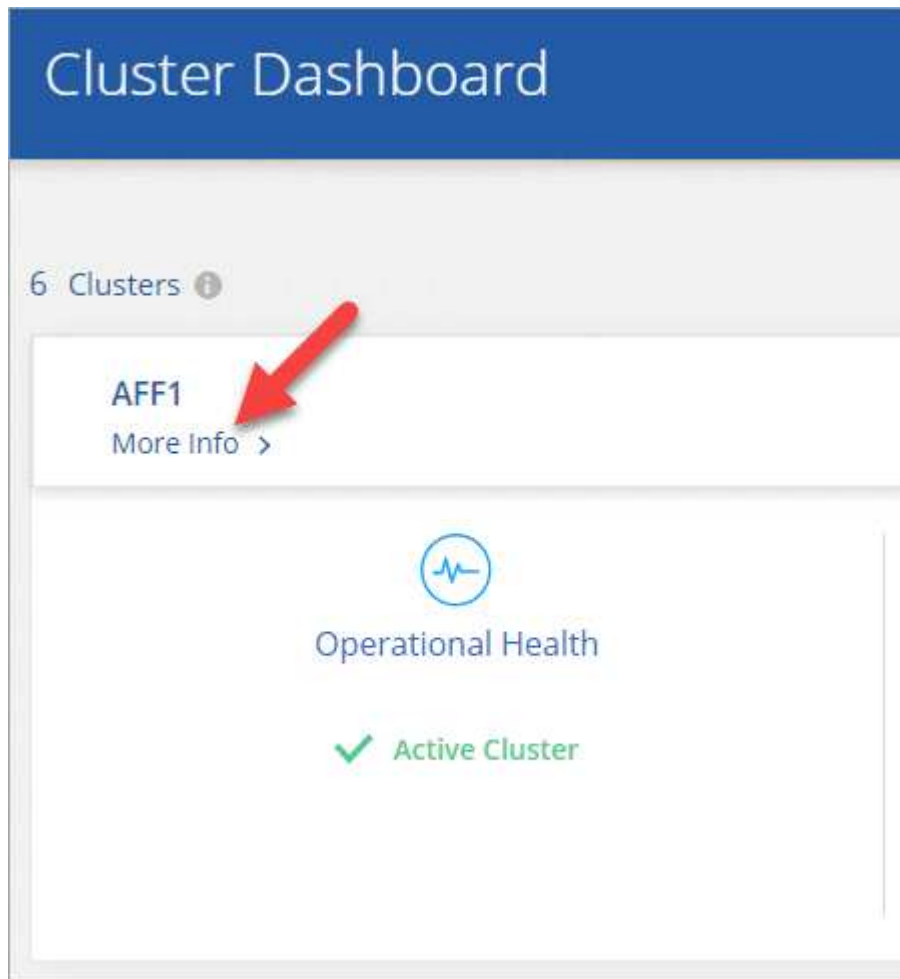 Cluster Dashboard
6 Clusters
AFF1
More Info >
Operational Health
Active Cluster